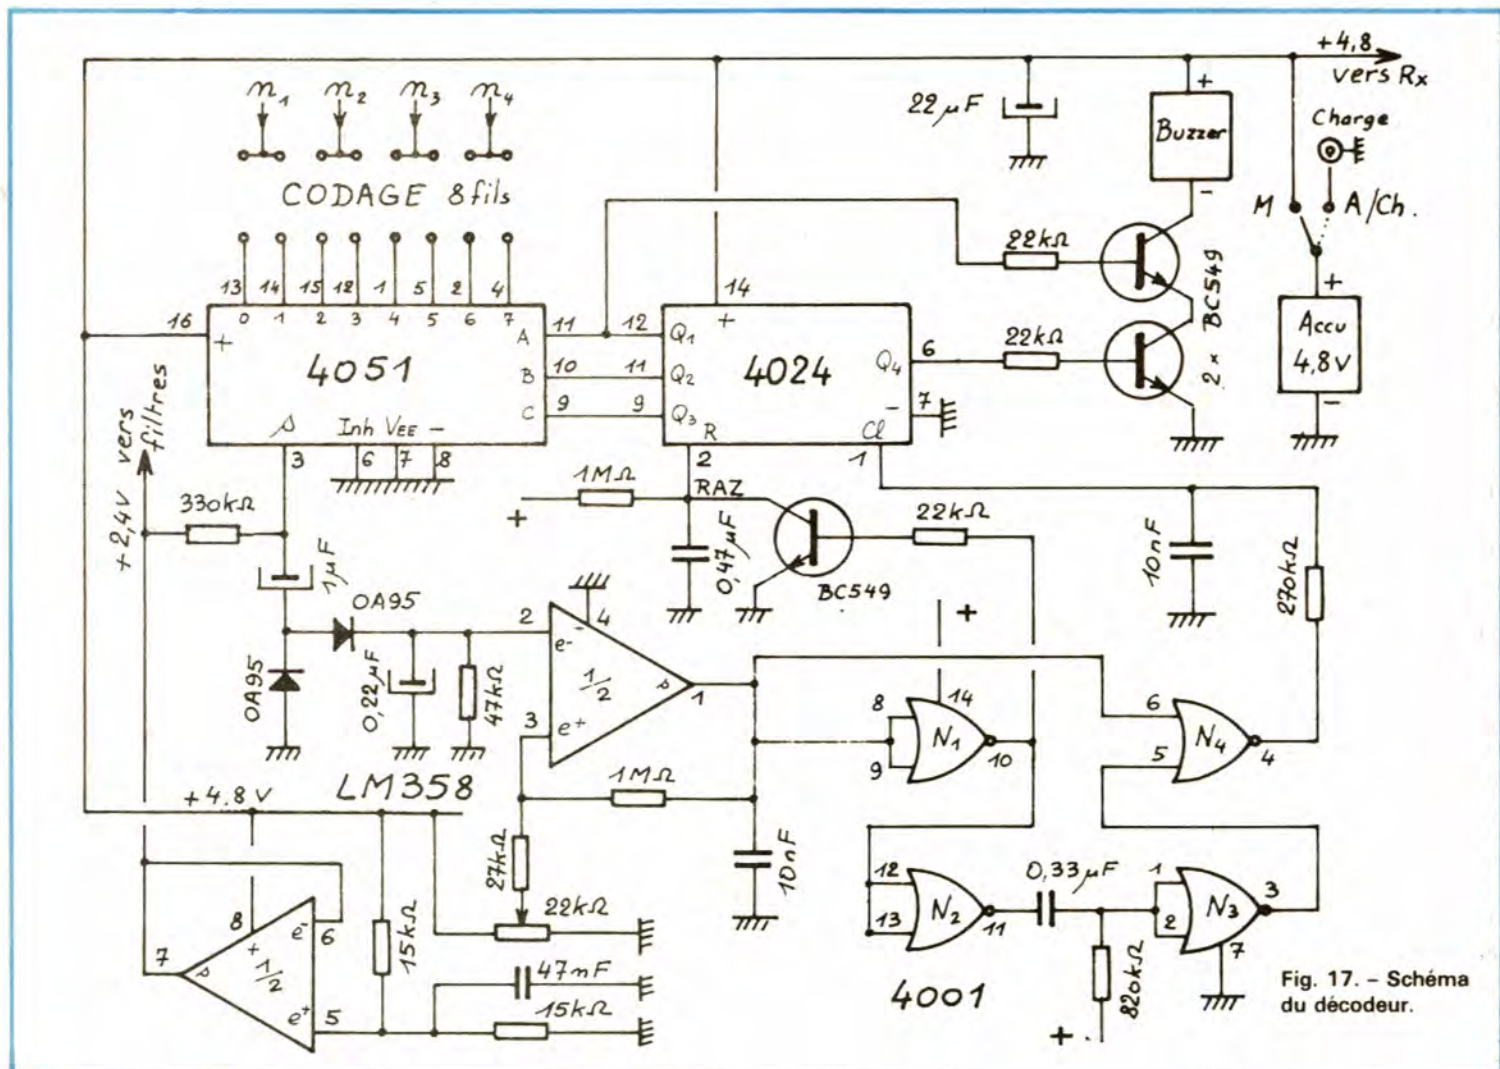 +4,8
vers Rx
n1 n2 n3 n4
22µF
+
Buzzer
-
Charge
CODAGE 8 fils
M
A/Ch.
22kΩ
2 × BC549
+
Accu
4,8V
-
13 14 15 12 1 5 2 4
0 1 2 3 4 5 6 7
16
+
4051
A
B
C
11
10
9
s
Inh VEE -
3
6 7 8
12
11
9
14
+
Q1
Q2
Q3
4024
Q4
6
-
7
R
Cl
2
1
22kΩ
+2,4V vers
filtres
330kΩ
1µF
1MΩ
+
RAZ
0,47µF
BC549
22kΩ
10nF
270kΩ
OA95
OA95
0,22µF
47kΩ
2
e-
-
4
1/2
s
1
3
e+
+
8
9
14
N1
10
6
5
N4
4
LM358
+4.8V
1MΩ
27kΩ
10nF
22kΩ
47nF
15kΩ
15kΩ
8
+
e-
6
7
s
1/2
e+
5
12
13
N2
11
0,33µF
1
2
N3
3
7
820kΩ
+
4001
Fig. 17. – Schéma
du décodeur.